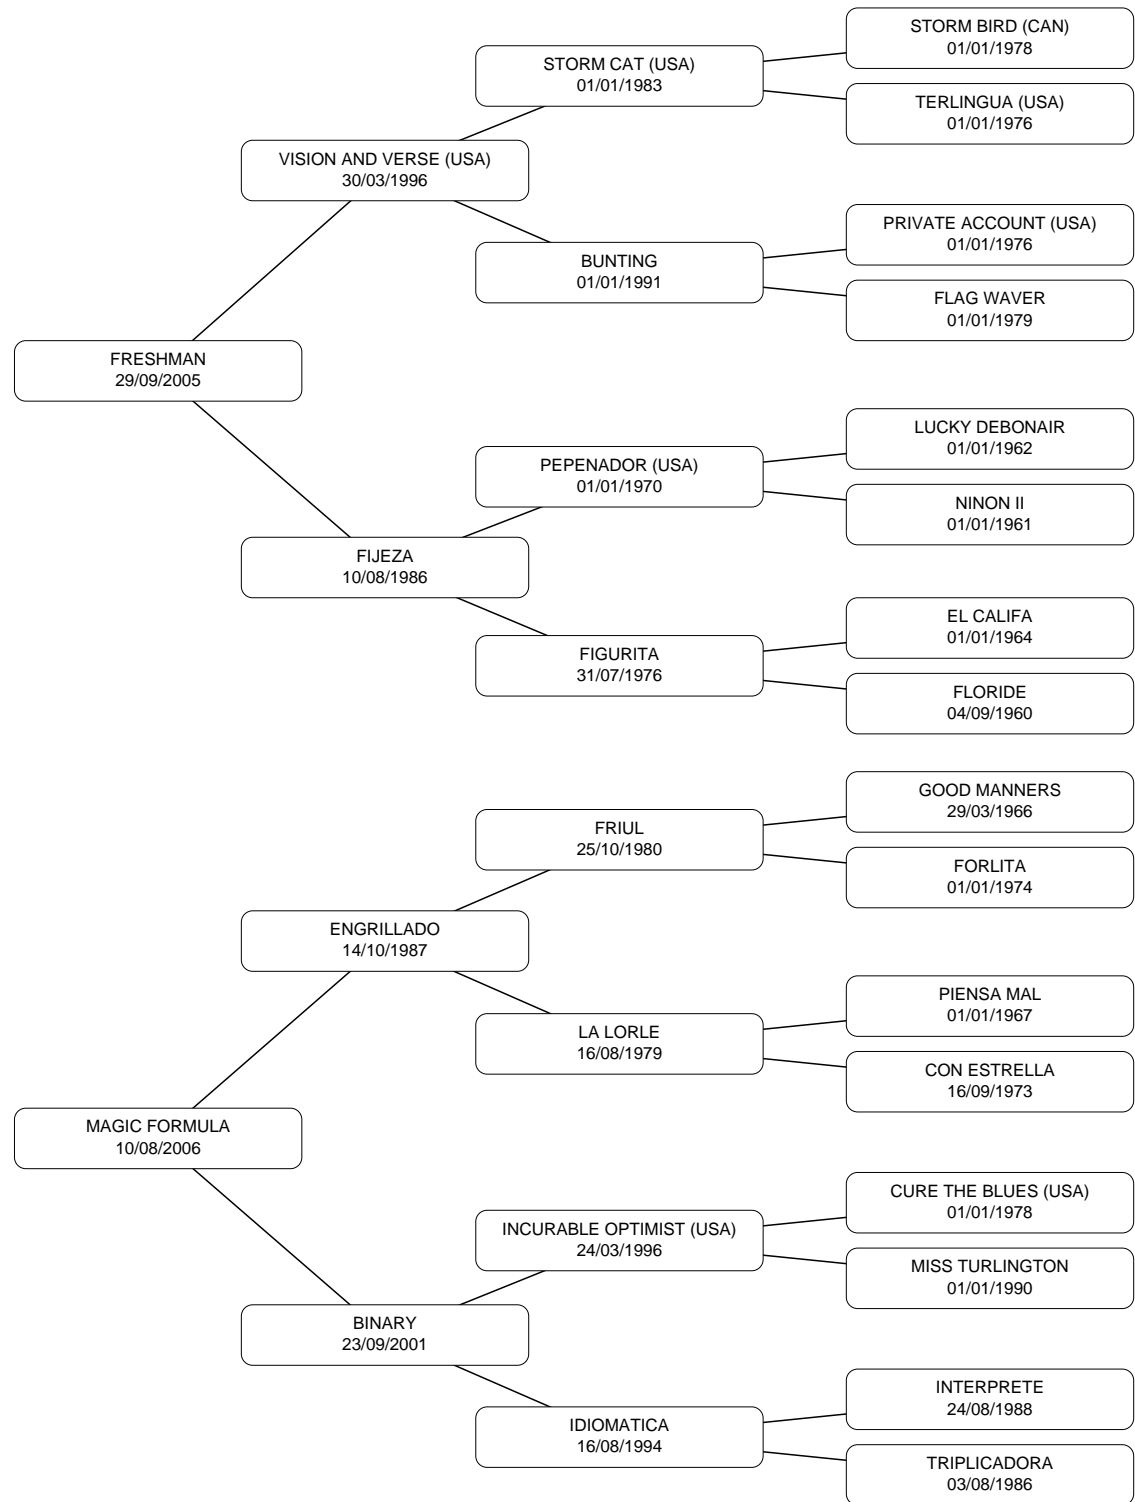 STORM BIRD (CAN)
01/01/1978
STORM CAT (USA)
01/01/1983
TERLINGUA (USA)
01/01/1976
VISION AND VERSE (USA)
30/03/1996
PRIVATE ACCOUNT (USA)
01/01/1976
BUNTING
01/01/1991
FLAG WAVER
01/01/1979
FRESHMAN
29/09/2005
LUCKY DEBONAIR
01/01/1962
PEPENADOR (USA)
01/01/1970
NINON II
01/01/1961
FIJEZA
10/08/1986
EL CALIFA
01/01/1964
FIGURITA
31/07/1976
FLORIDE
04/09/1960
GOOD MANNERS
29/03/1966
FRIUL
25/10/1980
FORLITA
01/01/1974
ENGRILLADO
14/10/1987
PIENSA MAL
01/01/1967
LA LORLE
16/08/1979
CON ESTRELLA
16/09/1973
MAGIC FORMULA
10/08/2006
CURE THE BLUES (USA)
01/01/1978
INCURABLE OPTIMIST (USA)
24/03/1996
MISS TURLINGTON
01/01/1990
BINARY
23/09/2001
INTERPRETE
24/08/1988
IDIOMATICA
16/08/1994
TRIPLICADORA
03/08/1986